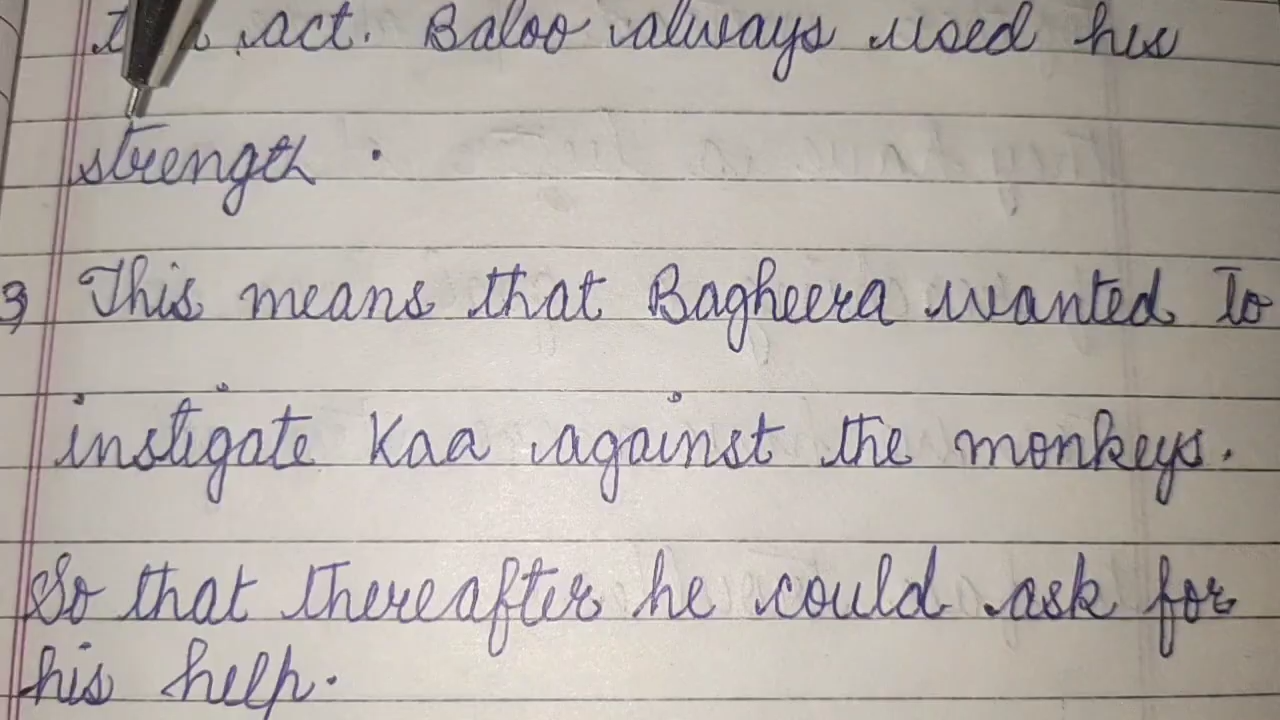 act. Baloo always used his
strength .
3 This means that Bagheera wanted To
instigate Kaa against the monkeys.
So that thereafter he could ask for
his help.